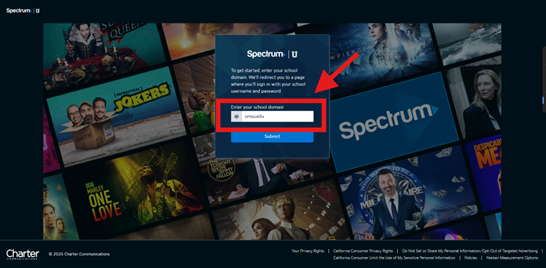 Spectrum | U
Spectrum | U
To get started, enter your school
domain. We'll redirect you to a page
where you'll sign in with your school
username and password.
Enter your school domain
@ smsu.edu
Submit
JOKERS
Spectrum
BOB MARLEY
ONE
LOVE
DESPICABLE
ME
Charter
COMMUNICATIONS
© 2025 Charter Communications
Your Privacy Rights | California Consumer Privacy Rights | Do Not Sell or Share My Personal Information/Opt-Out of Targeted Advertising
California Consumer Limit the Use of My Sensitive Personal Information | Policies | Nielsen Measurement Options